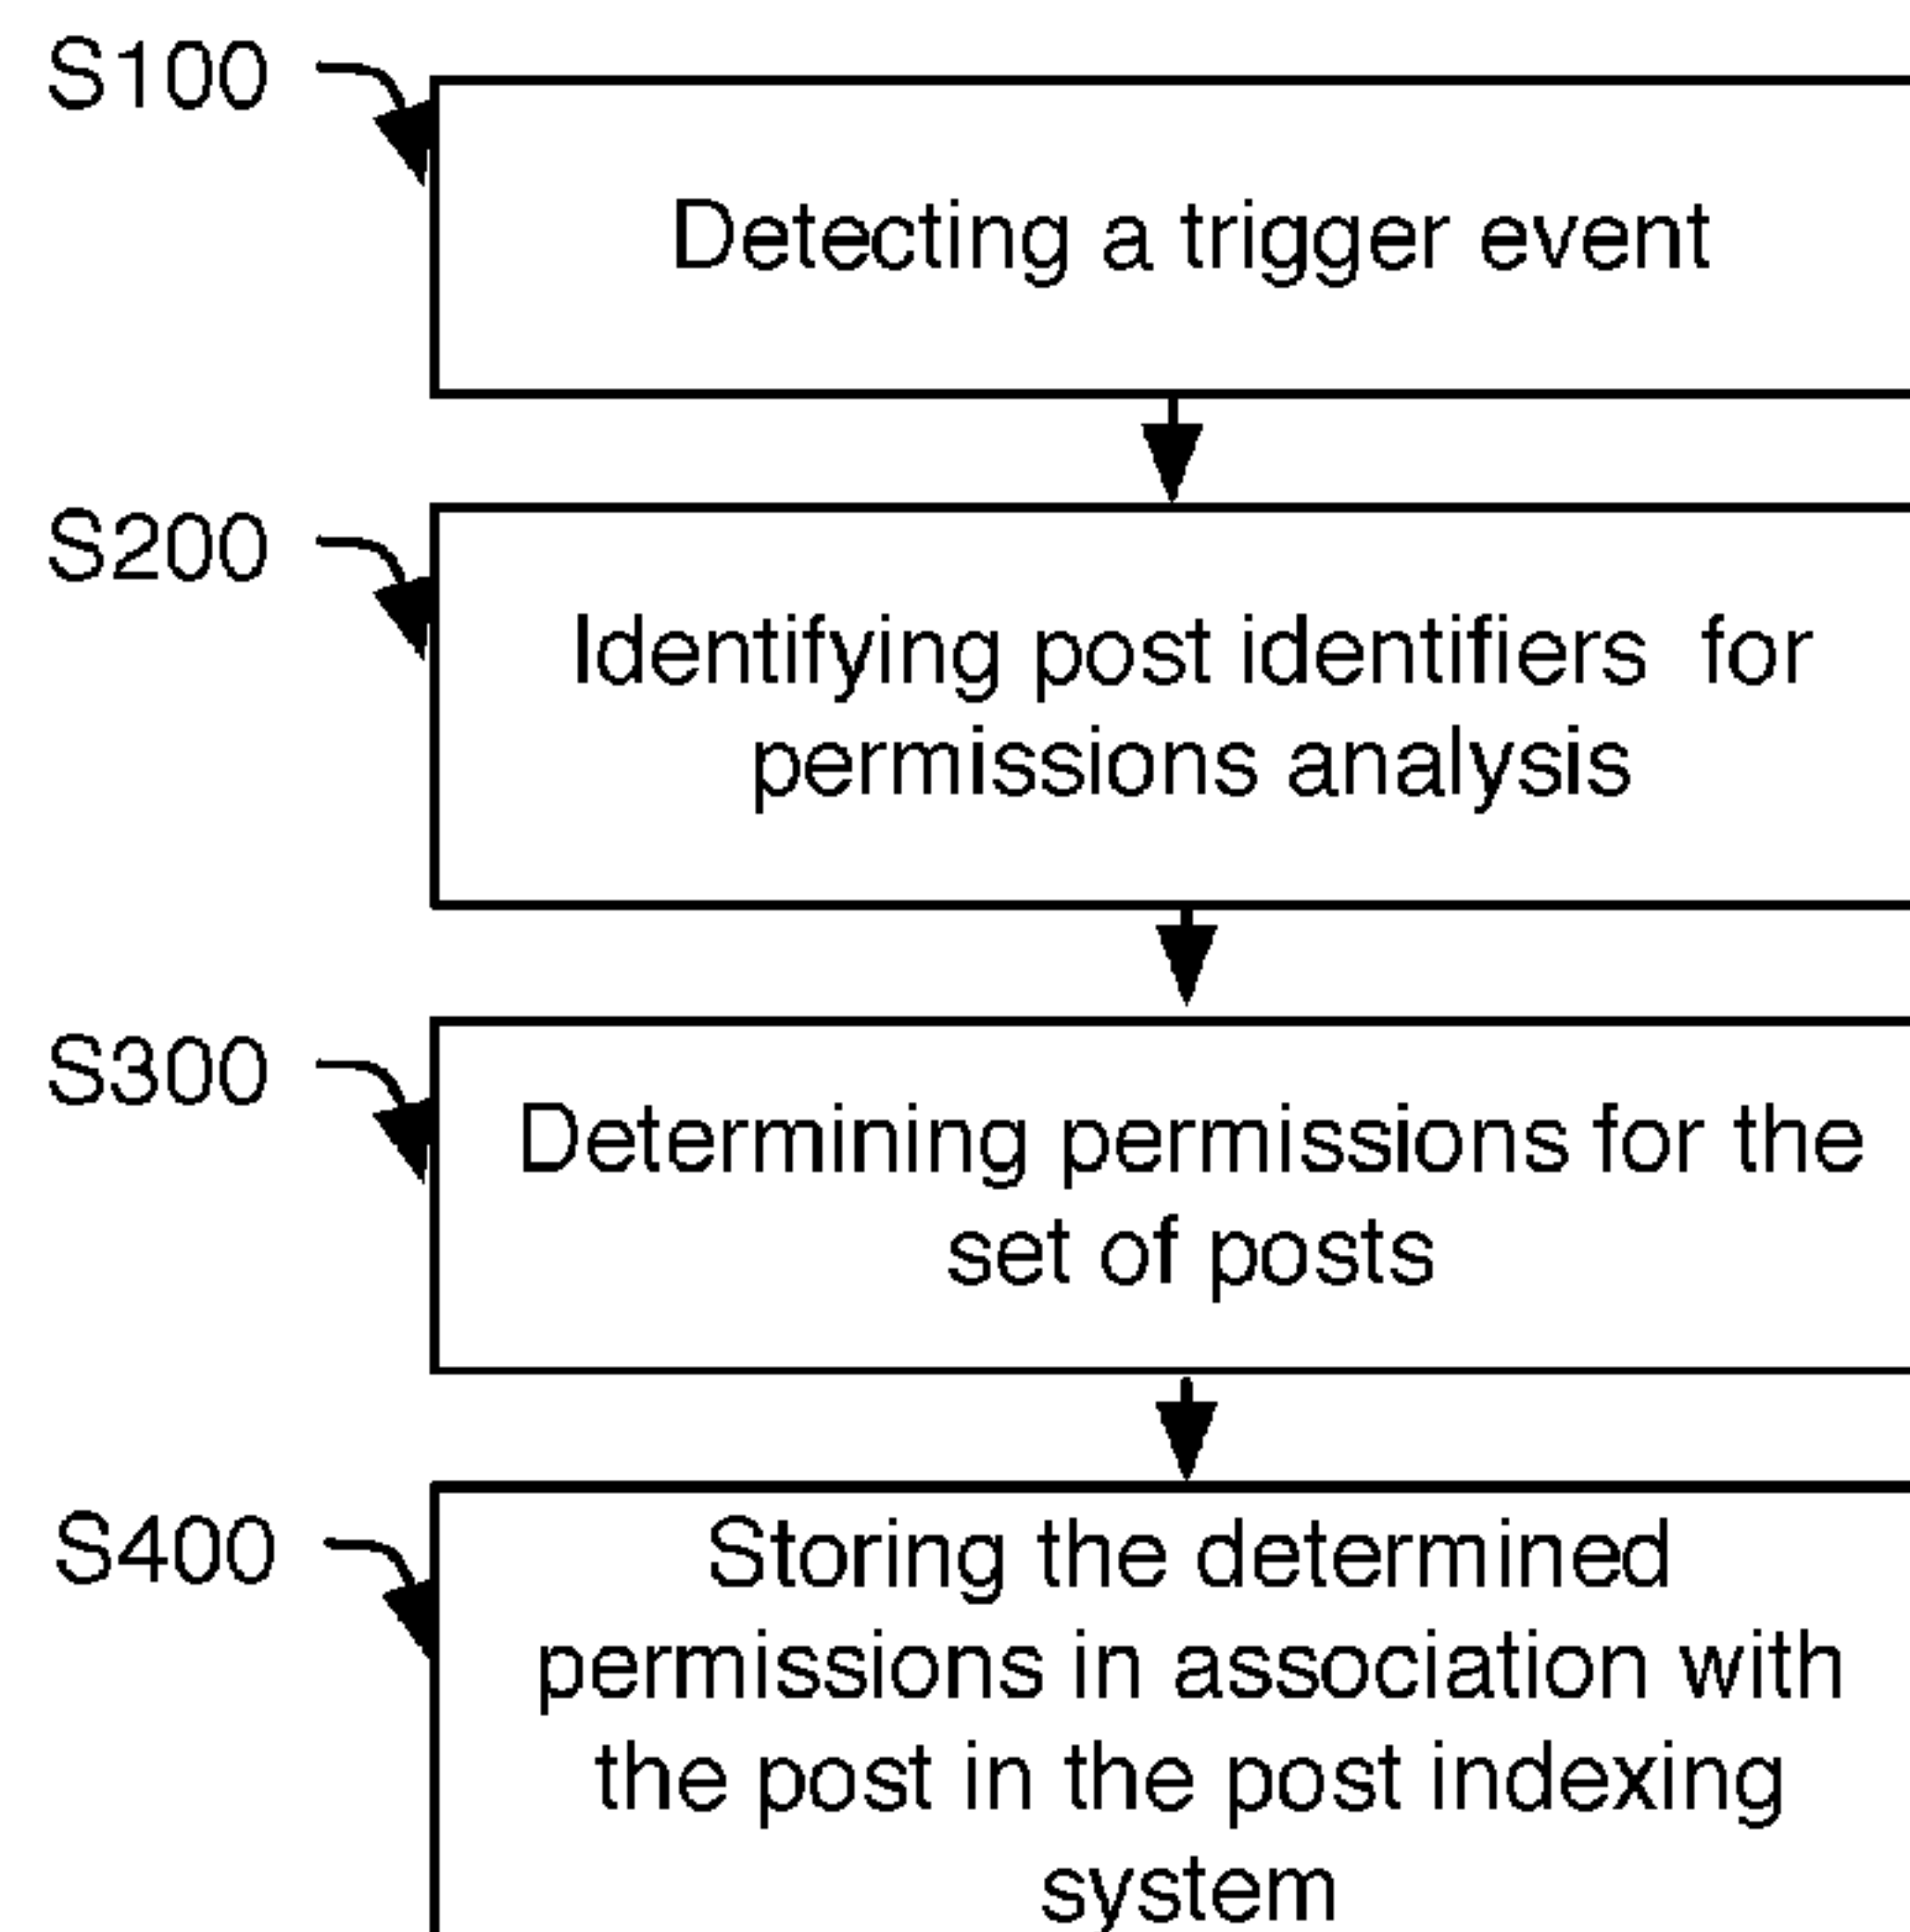 S100
Detecting a trigger event
S200
Identifying post identifiers for
permissions analysis
S300
Determining permissions for the
set of posts
S400
Storing the determined
permissions in association with
the post in the post indexing
system